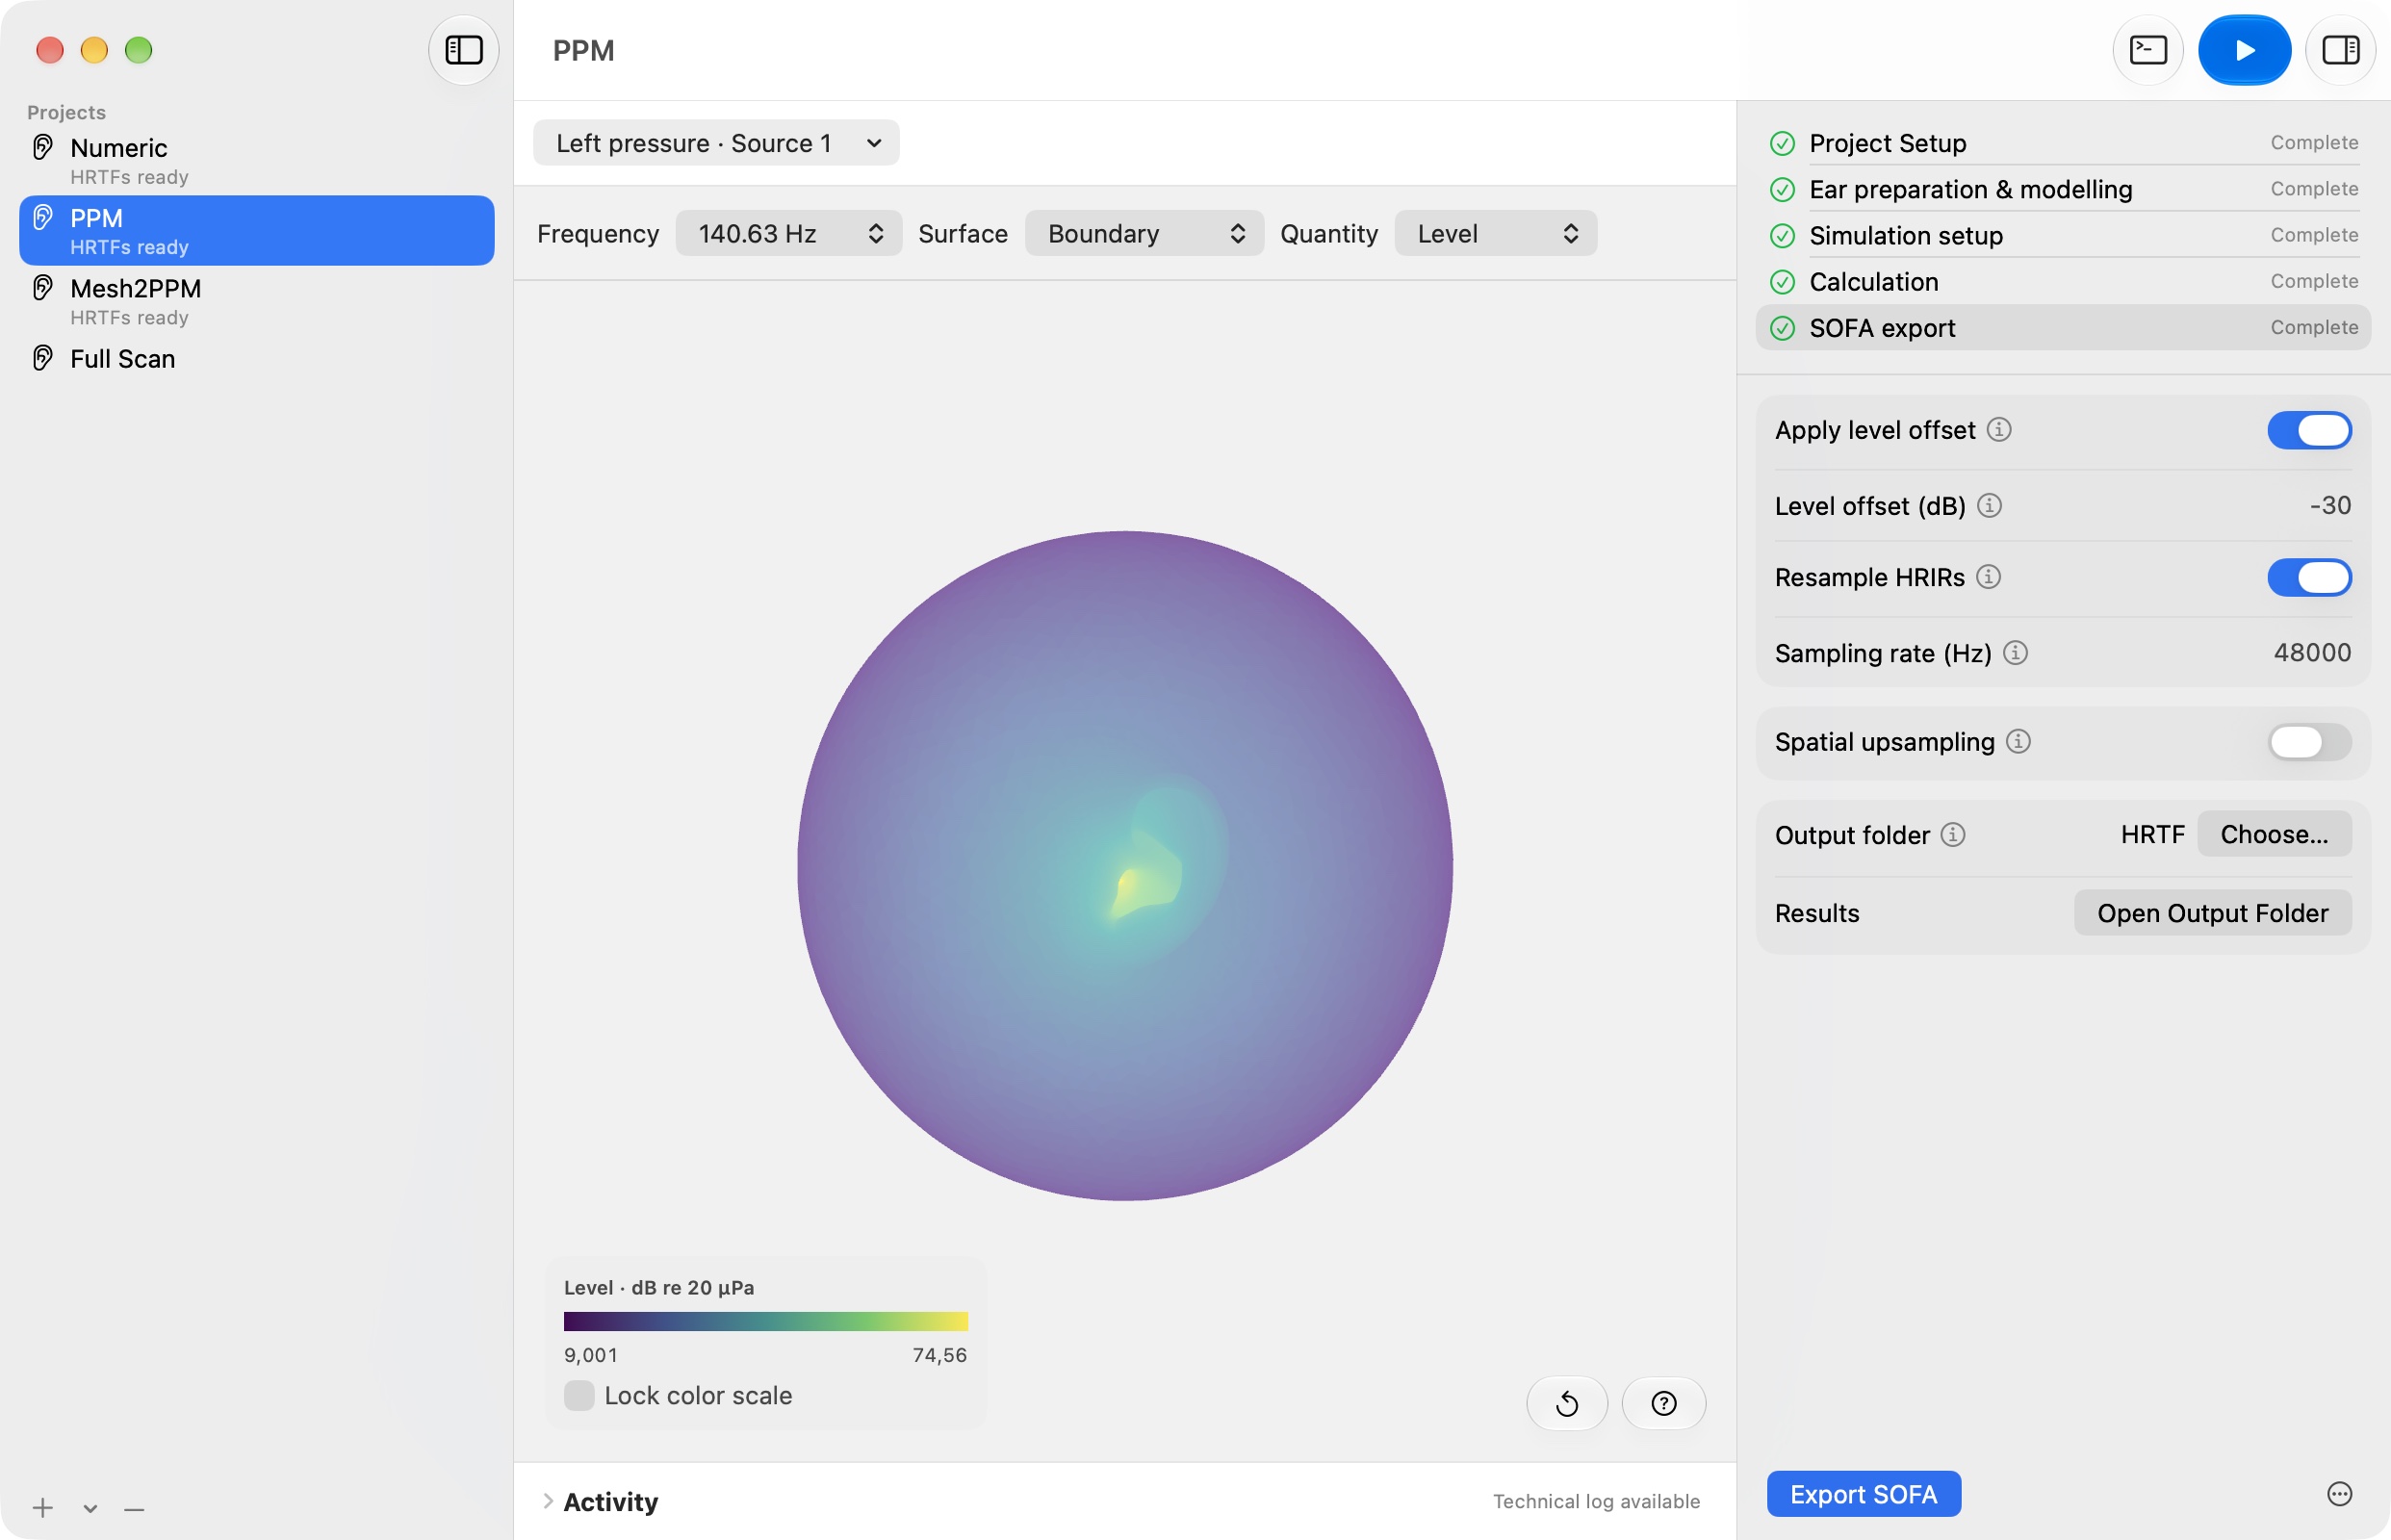 PPM
Projects
Numeric
HRTFs ready
PPM
HRTFs ready
Mesh2PPM
HRTFs ready
Full Scan
Left pressure · Source 1
Frequency 140.63 Hz Surface Boundary Quantity Level
Level · dB re 20 µPa
9,001 74,56
Lock color scale
Activity Technical log available
Project Setup Complete
Ear preparation & modelling Complete
Simulation setup Complete
Calculation Complete
SOFA export Complete
Apply level offset
Level offset (dB) -30
Resample HRIRs
Sampling rate (Hz) 48000
Spatial upsampling
Output folder HRTF Choose...
Results Open Output Folder
Export SOFA